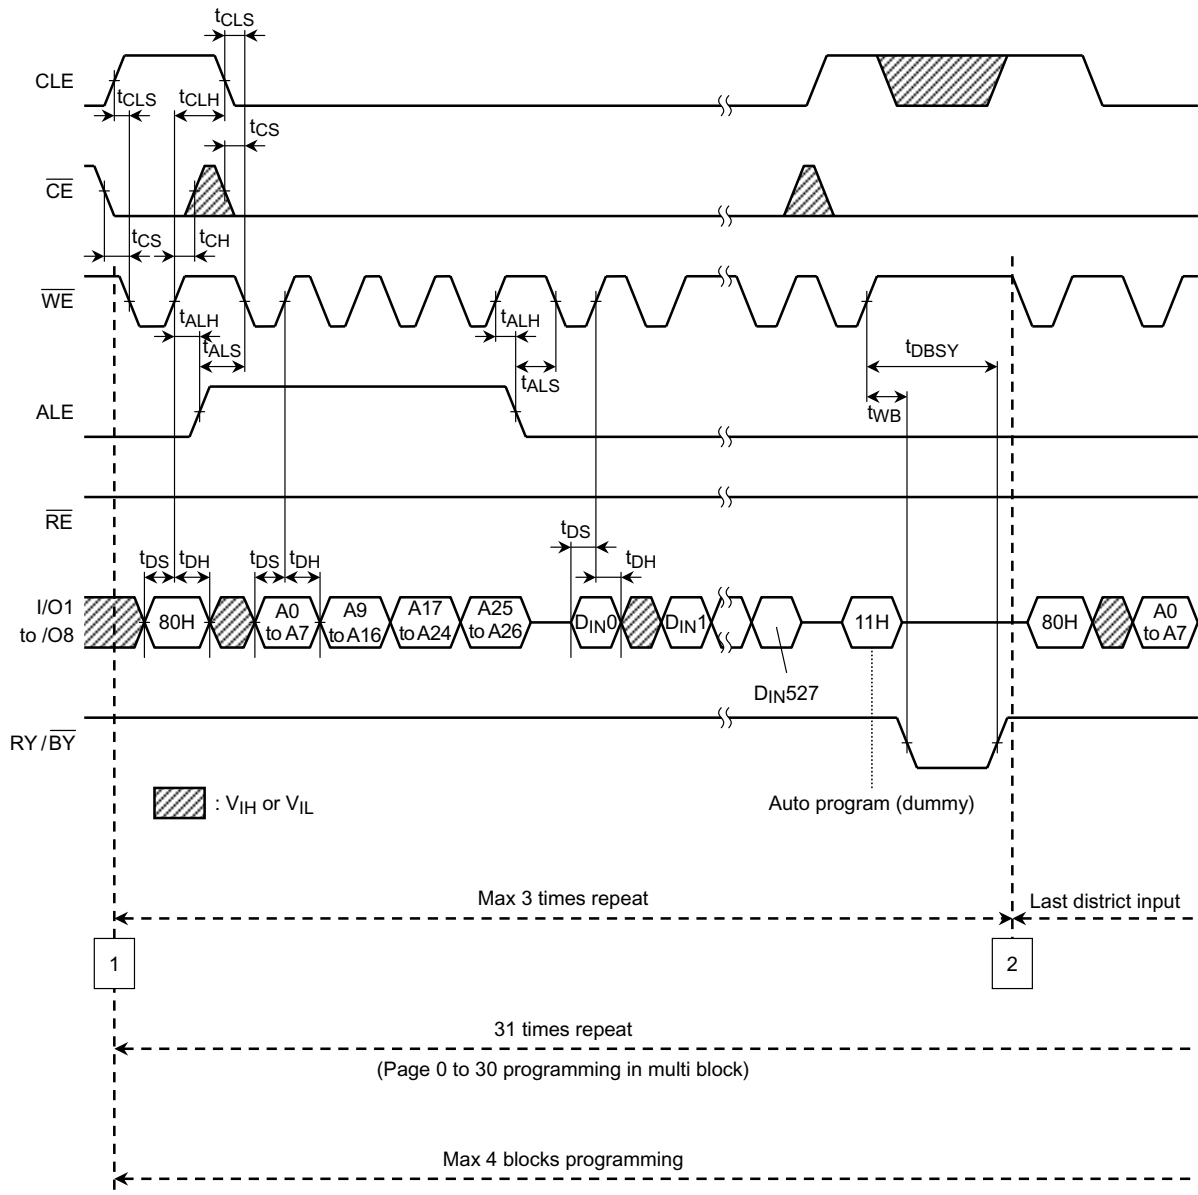 tCLS
CLE
tCLS
tCLH
tCS
CE
tCS
tCH
WE
tALH
tALH
tALS
tDBSY
tALS
ALE
tWB
RE
tDS
tDS
tDH
tDS
tDH
tDH
I/O1
to /O8
80H
A0
to A7
A9
to A16
A17
to A24
A25
to A26
DIN0
DIN1
11H
80H
A0
to A7
DIN527
RY/BY
: VIH or VIL
Auto program (dummy)
Max 3 times repeat
Last district input
1
2
31 times repeat
(Page 0 to 30 programming in multi block)
Max 4 blocks programming